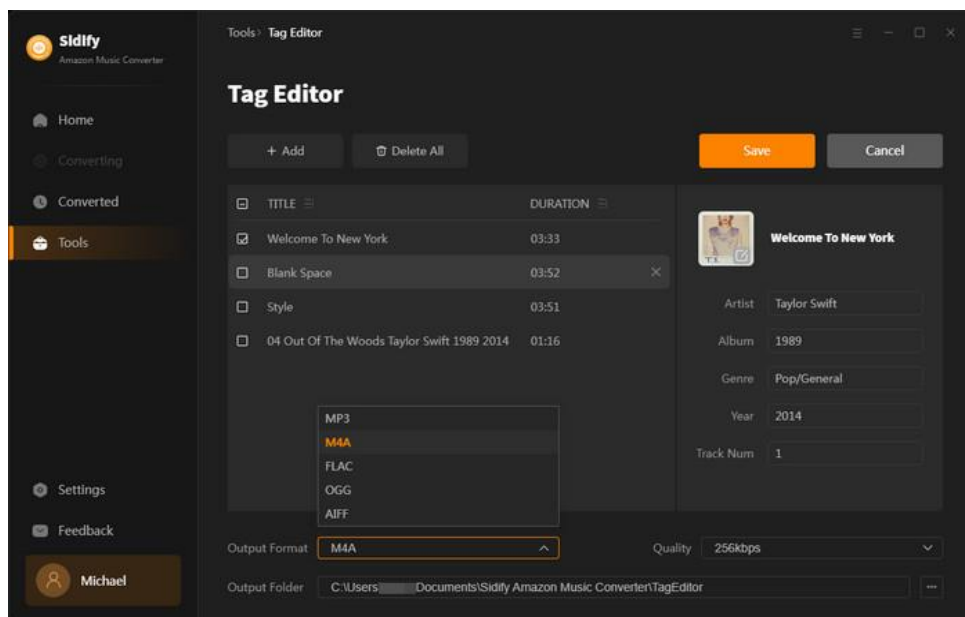 Sidify
Amazon Music Converter
Home
Converting
Converted
Tools
Settings
Feedback
Michael
Tools > Tag Editor
Tag Editor
+ Add
Delete All
Save
Cancel
TITLE DURATION
Welcome To New York 03:33
Blank Space 03:52
Style 03:51
04 Out Of The Woods Taylor Swift 1989 2014 01:16
MP3
M4A
FLAC
OGG
AIFF
T.S.
Welcome To New York
Artist Taylor Swift
Album 1989
Genre Pop/General
Year 2014
Track Num 1
Output Format M4A
Quality 256kbps
Output Folder C:\Users Documents\Sidify Amazon Music Converter\TagEditor